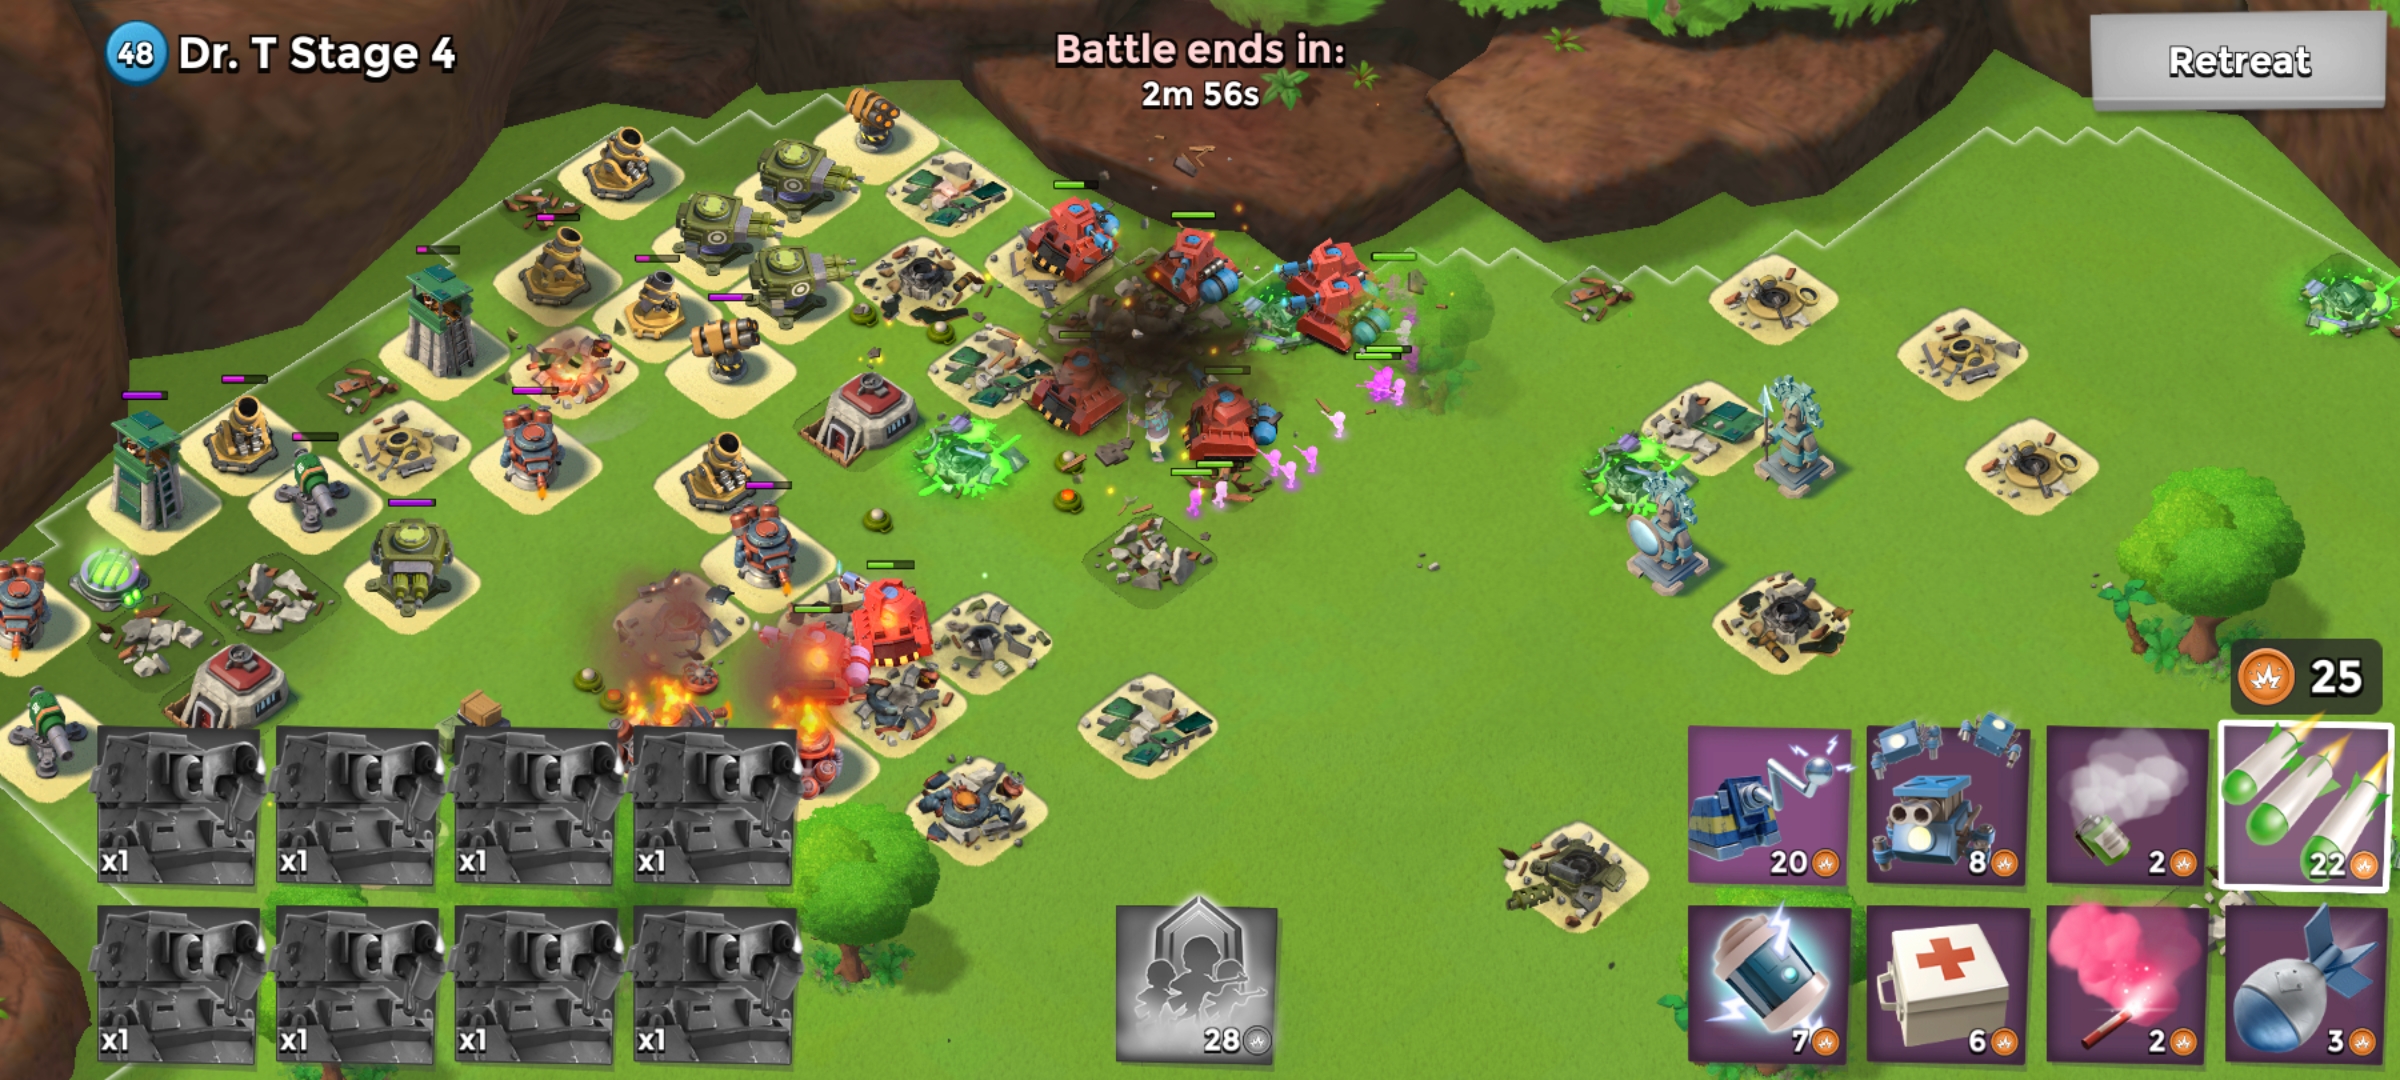 48 Dr. T Stage 4
Battle ends in:
2m 56s
Retreat
25
x1 x1 x1 x1
20 8 2 22
x1 x1 x1 x1
28
7 6 2 3